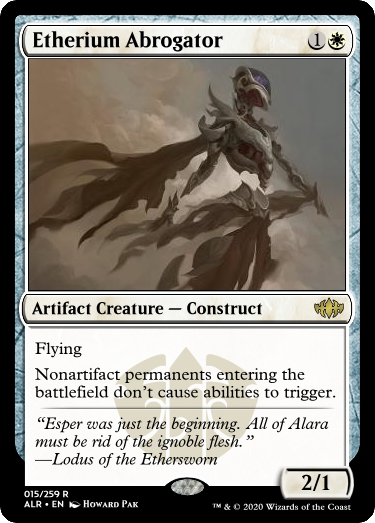 Etherium Abrogator 1
Artifact Creature — Construct
Flying
Nonartifact permanents entering the
battlefield don't cause abilities to trigger.
“Esper was just the beginning. All of Alara
must be rid of the ignoble flesh.”
—Lodus of the Ethersworn
2/1
015/259 R
ALR • EN Howard Pak
™ & © 2020 Wizards of the Coast